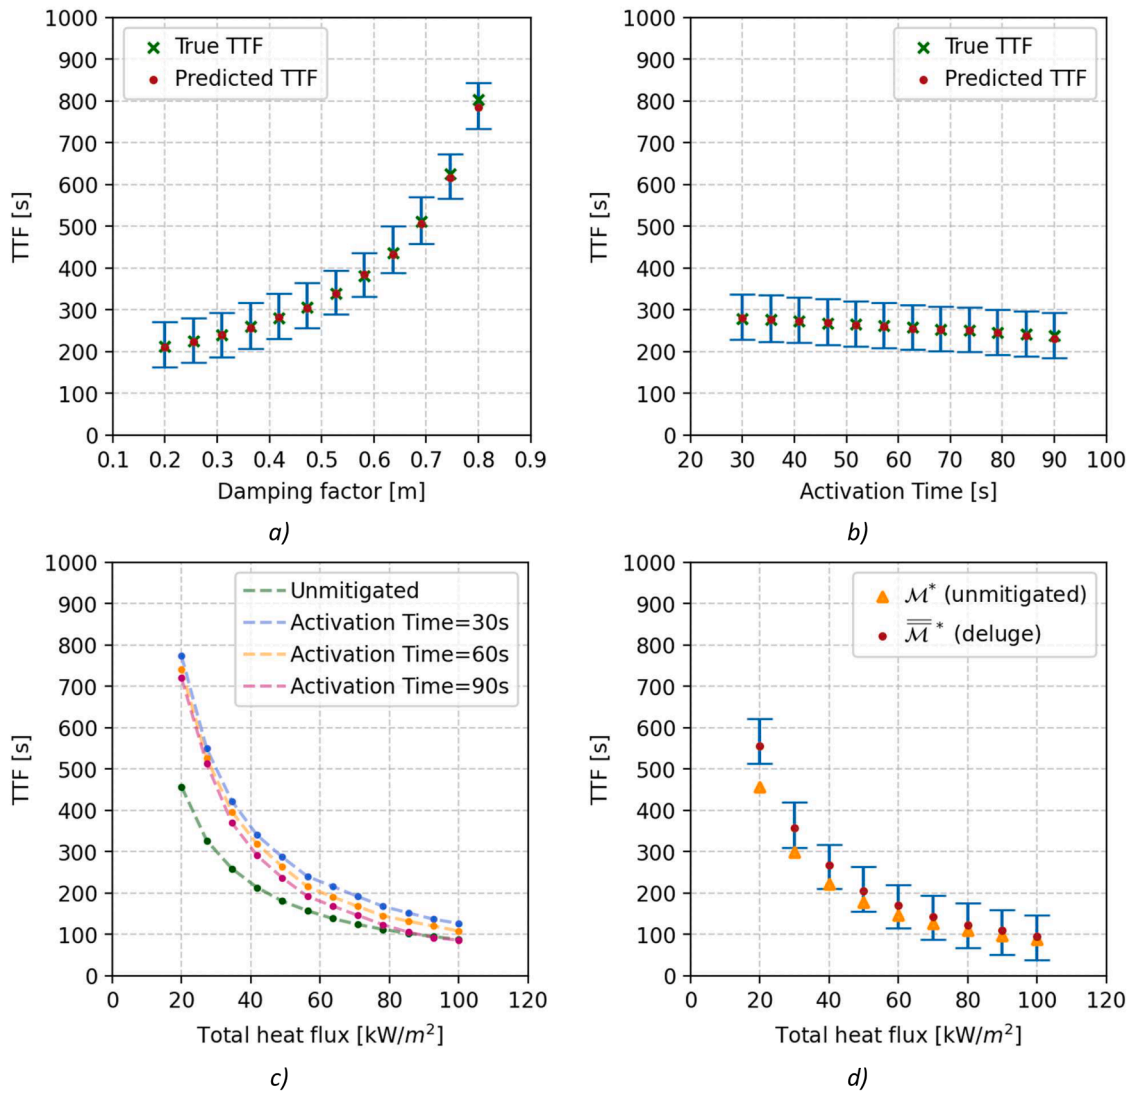 1000
900
800
700
600
500
400
300
200
100
0
TTF [s]
True TTF
Predicted TTF
0.1 0.2 0.3 0.4 0.5 0.6 0.7 0.8 0.9
Damping factor [m]
a)
1000
900
800
700
600
500
400
300
200
100
0
TTF [s]
True TTF
Predicted TTF
20 30 40 50 60 70 80 90 100
Activation Time [s]
b)
1000
900
800
700
600
500
400
300
200
100
0
TTF [s]
Unmitigated
Activation Time=30s
Activation Time=60s
Activation Time=90s
0 20 40 60 80 100 120
Total heat flux [kW/m²]
c)
1000
900
800
700
600
500
400
300
200
100
0
TTF [s]
ℳ* (unmitigated)
ℳ̿* (deluge)
0 20 40 60 80 100 120
Total heat flux [kW/m²]
d)